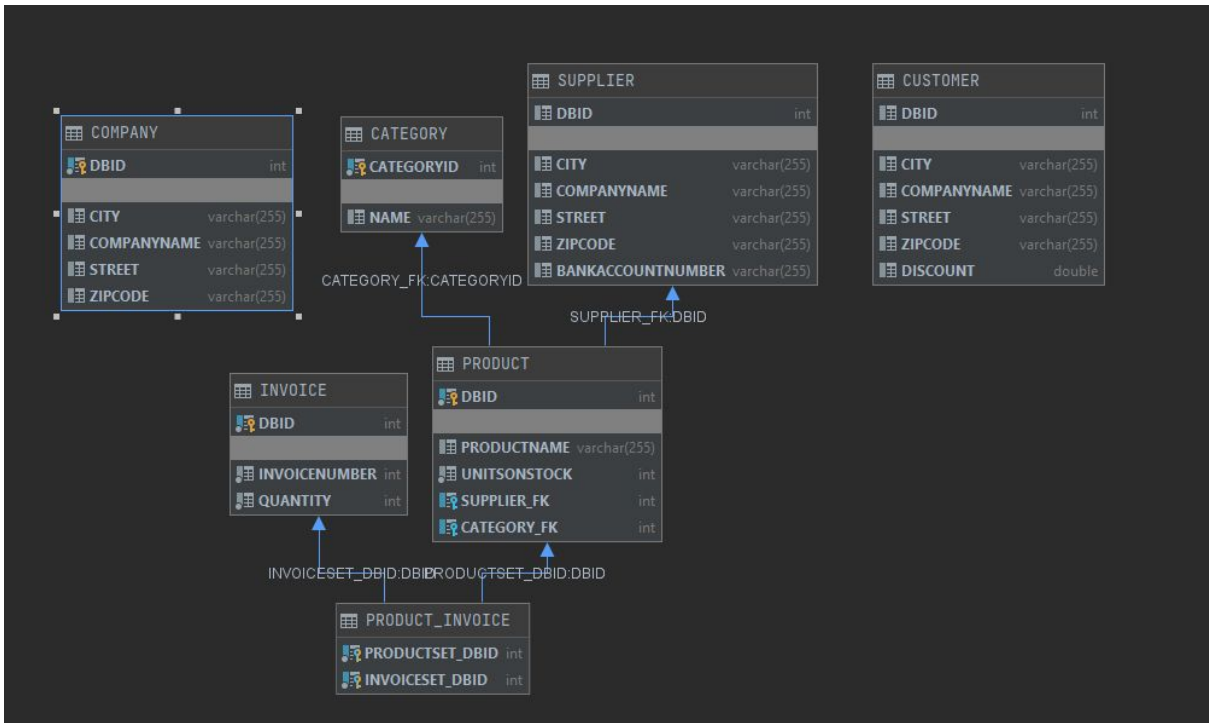 COMPANY
DBID int
CITY varchar(255)
COMPANYNAME varchar(255)
STREET varchar(255)
ZIPCODE varchar(255)
CATEGORY
CATEGORYID int
NAME varchar(255)
SUPPLIER
DBID int
CITY varchar(255)
COMPANYNAME varchar(255)
STREET varchar(255)
ZIPCODE varchar(255)
BANKACCOUNTNUMBER varchar(255)
CUSTOMER
DBID int
CITY varchar(255)
COMPANYNAME varchar(255)
STREET varchar(255)
ZIPCODE varchar(255)
DISCOUNT double
CATEGORY_FK:CATEGORYID
SUPPLIER_FK:DBID
INVOICE
DBID int
INVOICENUMBER int
QUANTITY int
PRODUCT
DBID int
PRODUCTNAME varchar(255)
UNITSONSTOCK int
SUPPLIER_FK int
CATEGORY_FK int
INVOICESET_DBID:DBID
PRODUCTSET_DBID:DBID
PRODUCT_INVOICE
PRODUCTSET_DBID int
INVOICESET_DBID int